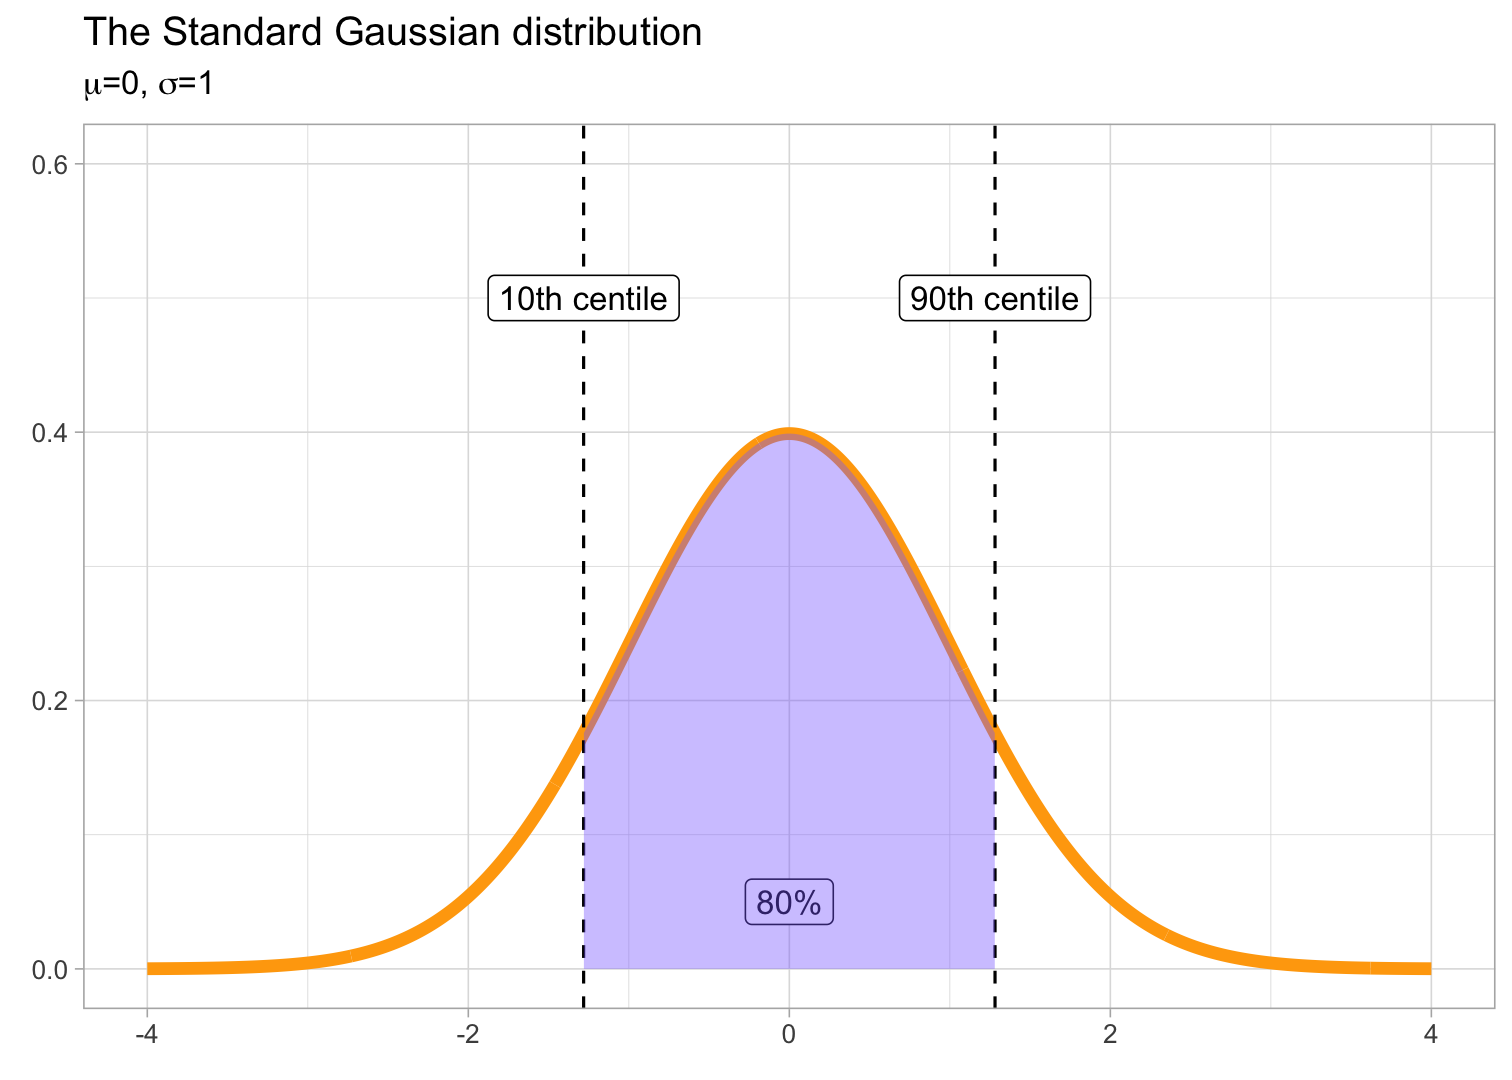 The Standard Gaussian distribution
μ=0, σ=1
0.6
10th centile
90th centile
0.4
0.2
80%
0.0
-4
-2
0
2
4